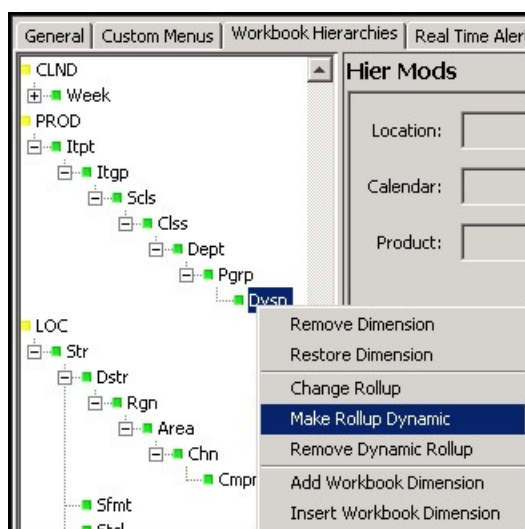 General Custom Menus Workbook Hierarchies Real Time Aler
CLND
Week
PROD
Itpt
Itgp
Scls
Clss
Dept
Pgrp
Dvsn
LOC
Str
Dstr
Rgn
Area
Chn
Cmpn
Sfmt
Hier Mods
Location:
Calendar:
Product:
Remove Dimension
Restore Dimension
Change Rollup
Make Rollup Dynamic
Remove Dynamic Rollup
Add Workbook Dimension
Insert Workbook Dimension